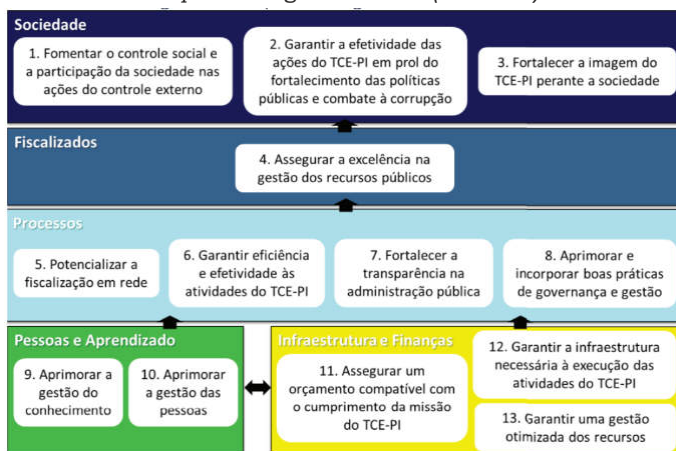 Sociedade
1. Fomentar o controle social e
a participação da sociedade nas
ações do controle externo
2. Garantir a efetividade das
ações do TCE-PI em prol do
fortalecimento das políticas
públicas e combate à corrupção
3. Fortalecer a imagem do
TCE-PI perante a sociedade
Fiscalizados
4. Assegurar a excelência na
gestão dos recursos públicos
Processos
5. Potencializar a
fiscalização em rede
6. Garantir eficiência
e efetividade às
atividades do TCE-PI
7. Fortalecer a
transparência na
administração pública
8. Aprimorar e
incorporar boas práticas
de governança e gestão
Pessoas e Aprendizado
9. Aprimorar a
gestão do
conhecimento
10. Aprimorar
a gestão das
pessoas
Infraestrutura e Finanças
11. Assegurar um
orçamento compatível com
o cumprimento da missão
do TCE-PI
12. Garantir a infraestrutura
necessária à execução das
atividades do TCE-PI
13. Garantir uma gestão
otimizada dos recursos